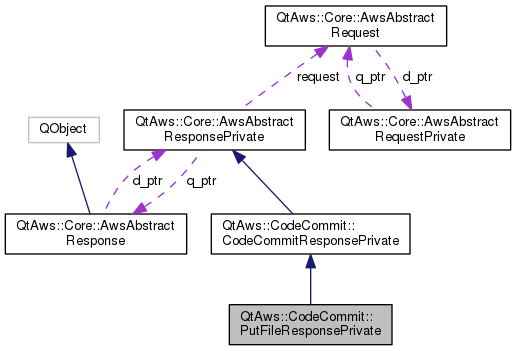 QtAws::Core::AwsAbstract
Request
request
q_ptr
d_ptr
QObject
QtAws::Core::AwsAbstract
ResponsePrivate
QtAws::Core::AwsAbstract
RequestPrivate
d_ptr
q_ptr
QtAws::Core::AwsAbstract
Response
QtAws::CodeCommit::
CodeCommitResponsePrivate
QtAws::CodeCommit::
PutFileResponsePrivate